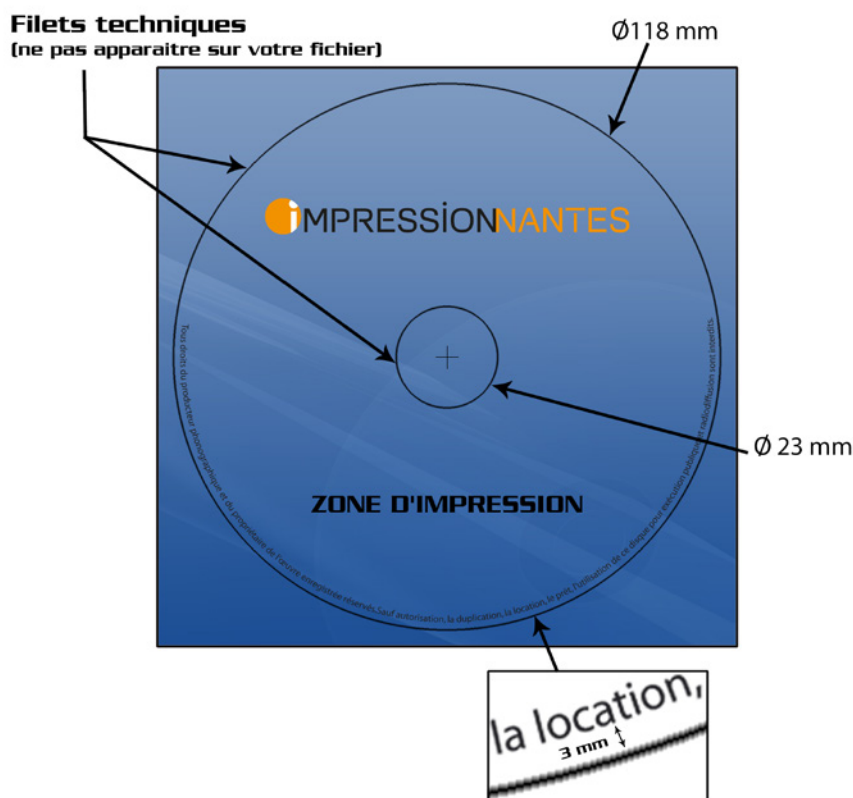 Filets techniques
(ne pas apparaitre sur votre fichier)
Ø118 mm
iMPRESSiONNANTES
Ø 23 mm
ZONE D'IMPRESSION
Tous droits du producteur phonographique et du propriétaire de l'œuvre enregistrée réservés. Sauf autorisation, la duplication, la location, le prêt, l'utilisation de ce disque pour exécution publique et radiodiffusion sont interdits.
la location,
3 mm